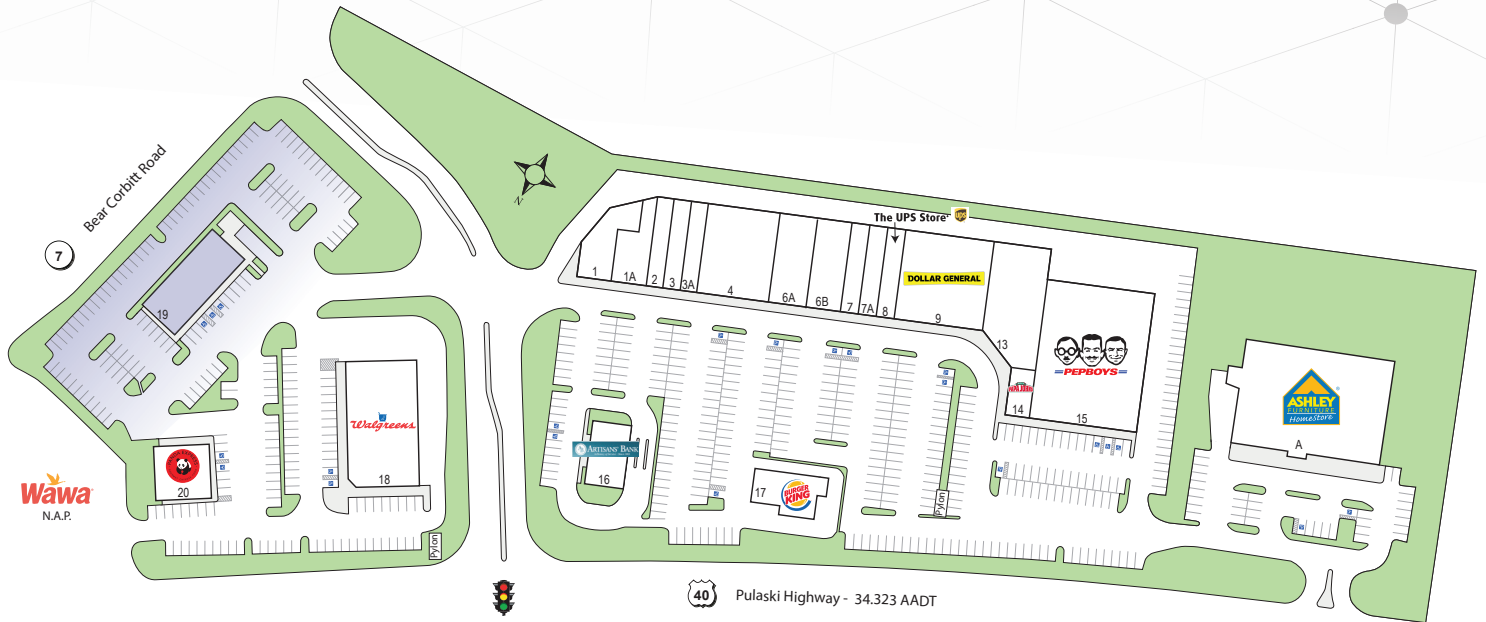 Bear Corbitt Road
7
N
The UPS Store
ups
1
1A
2
3
3A
4
6A
6B
7
7A
8
9
DOLLAR GENERAL
13
PEPBOYS
14
15
ASHLEY
FURNITURE
HomeStore
A
19
Walgreens
18
20
Wawa
N.A.P.
ARTISANS' BANK
16
17
BURGER
KING
Pylon
Pylon
40
Pulaski Highway - 34.323 AADT